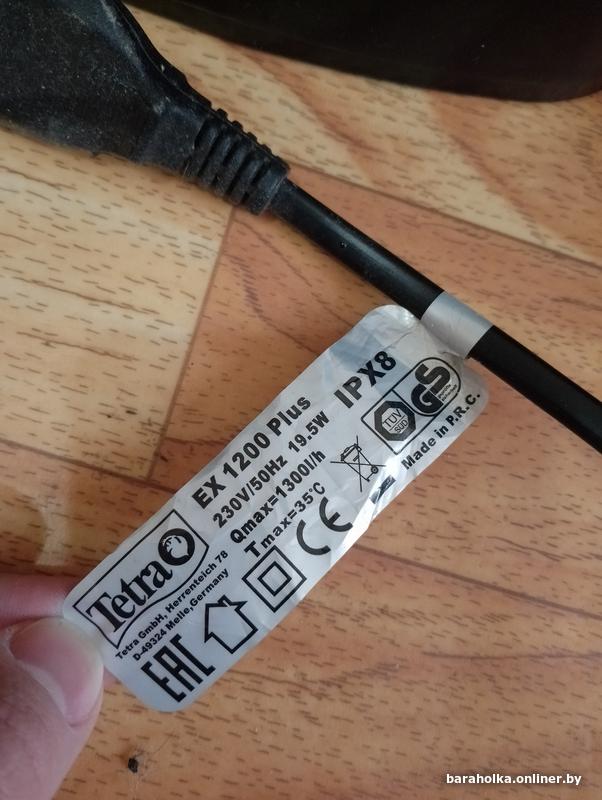 EX 1200 Plus
230V/50Hz 19.5W
Qmax=1300l/h
Tmax=35°C
IPX8
TÜV
SÜD
GS
Made in P.R.C.
CE
Tetra
Tetra GmbH, Herrenteich 78
D-49324 Melle, Germany
EAC
baraholka.onliner.by